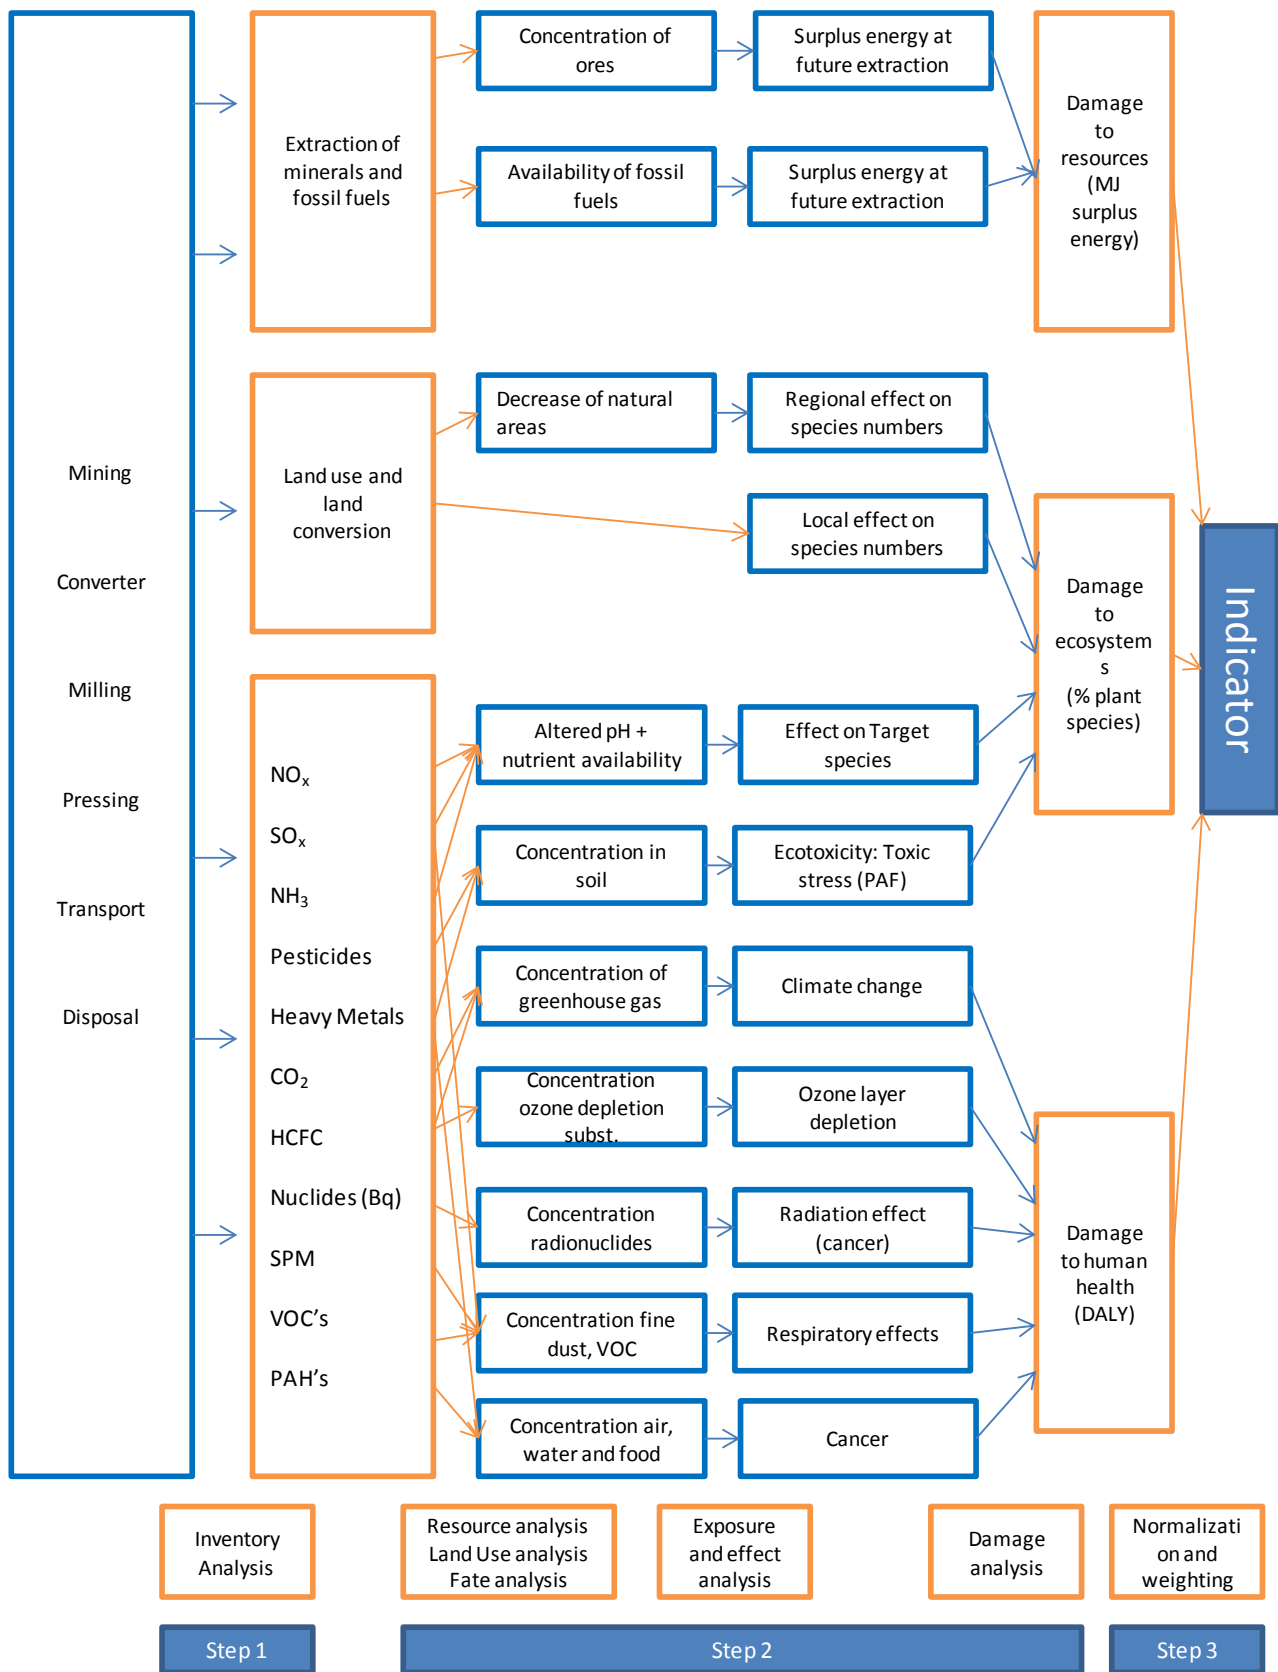 Mining
Converter
Milling
Pressing
Transport
Disposal
Extraction of
minerals and
fossil fuels
Concentration of
ores
Surplus energy at
future extraction
Availability of fossil
fuels
Surplus energy at
future extraction
Damage
to
resources
(MJ
surplus
energy)
Land use and
land
conversion
Decrease of natural
areas
Regional effect on
species numbers
Local effect on
species numbers
Damage
to
ecosystem
s
(% plant
species)
Indicator
NOₓ
SOₓ
NH₃
Pesticides
Heavy Metals
CO₂
HCFC
Nuclides (Bq)
SPM
VOC's
PAH's
Altered pH +
nutrient availability
Effect on Target
species
Concentration in
soil
Ecotoxicity: Toxic
stress (PAF)
Concentration of
greenhouse gas
Climate change
Concentration
ozone depletion
subst.
Ozone layer
depletion
Concentration
radionuclides
Radiation effect
(cancer)
Concentration fine
dust, VOC
Respiratory effects
Concentration air,
water and food
Cancer
Damage
to human
health
(DALY)
Inventory
Analysis
Resource analysis
Land Use analysis
Fate analysis
Exposure
and effect
analysis
Damage
analysis
Normalizati
on and
weighting
Step 1
Step 2
Step 3